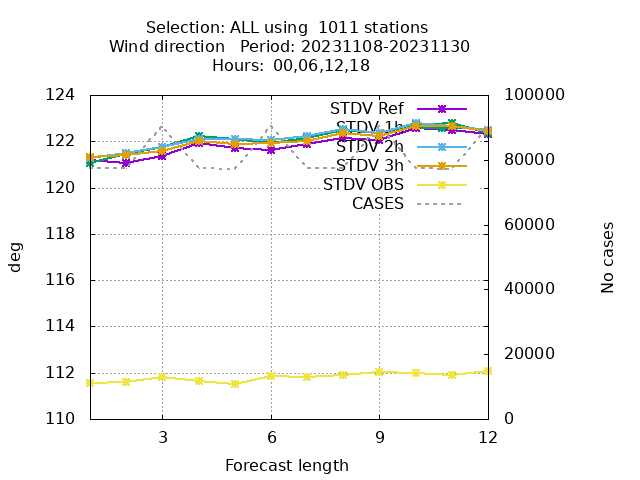 Selection: ALL using  1011 stations
Wind direction   Period: 20231108-20231130
Hours:  00,06,12,18
124
122
120
118
116
114
112
110
100000
80000
60000
40000
20000
0
3
6
9
12
deg
No cases
Forecast length
STDV Ref
STDV 1h
STDV 2h
STDV 3h
STDV OBS
CASES